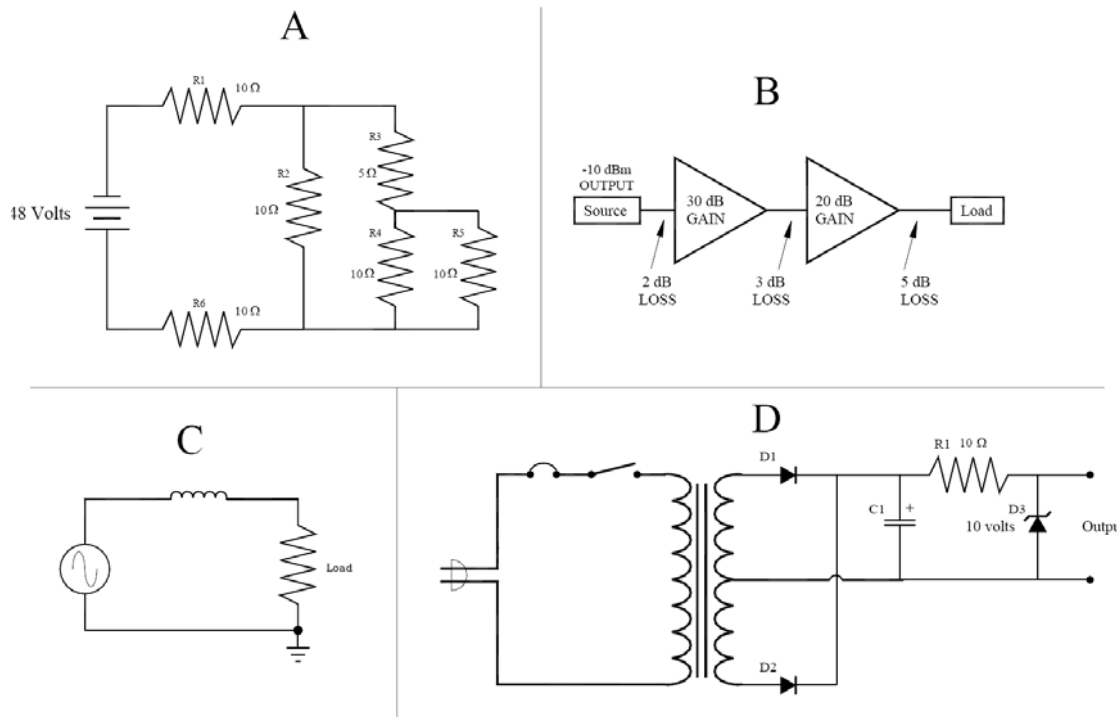 A
R1
10 Ω
48 Volts
R2
10 Ω
R3
5 Ω
R4
10 Ω
R5
10 Ω
R6
10 Ω
B
-10 dBm
OUTPUT
Source
30 dB
GAIN
20 dB
GAIN
Load
2 dB
LOSS
3 dB
LOSS
5 dB
LOSS
C
Load
D
D1
R1 10 Ω
C1
+
10 volts
D3
Outpu
D2